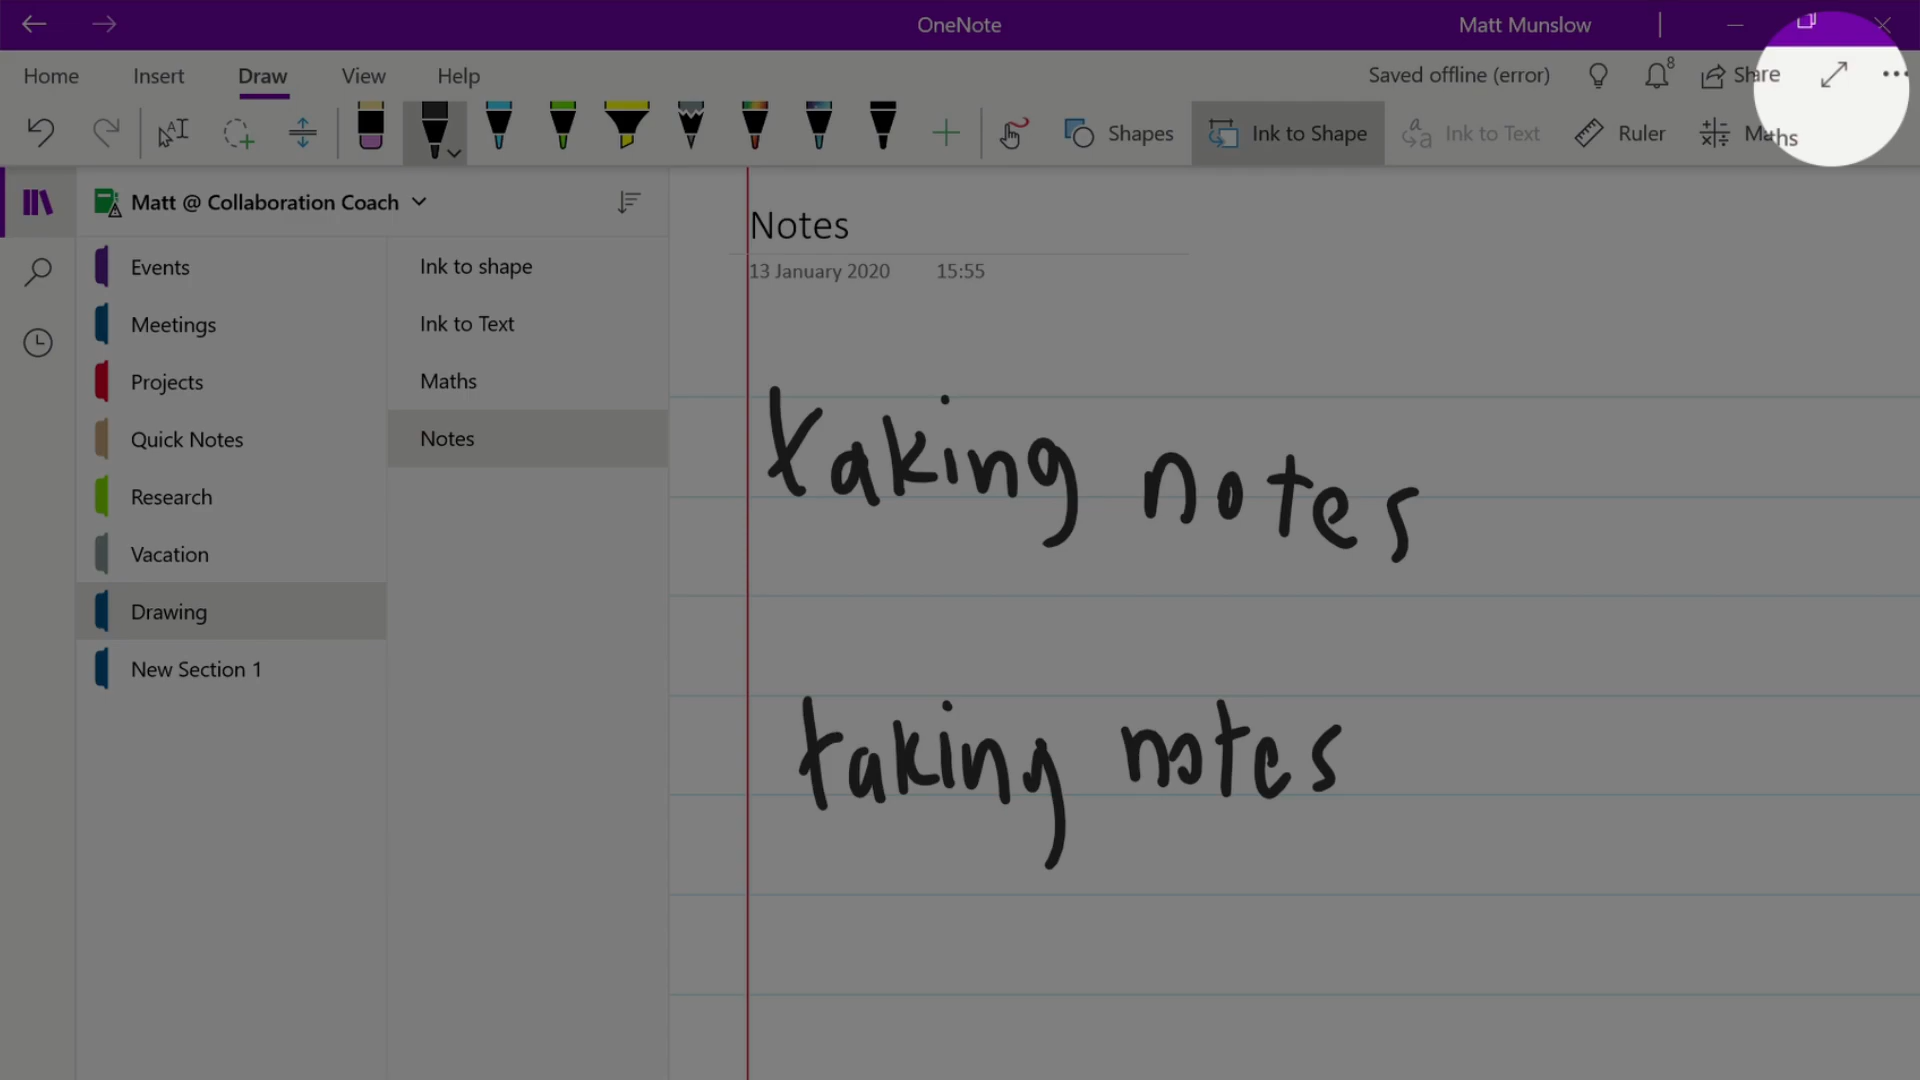 OneNote
Matt Munslow
Home Insert Draw View Help
Saved offline (error)
8
Share
AI
Shapes
Ink to Shape
Ink to Text
Ruler
Maths
Matt @ Collaboration Coach
Events
Meetings
Projects
Quick Notes
Research
Vacation
Drawing
New Section 1
Ink to shape
Ink to Text
Maths
Notes
Notes
13 January 2020 15:55
taking notes
taking notes